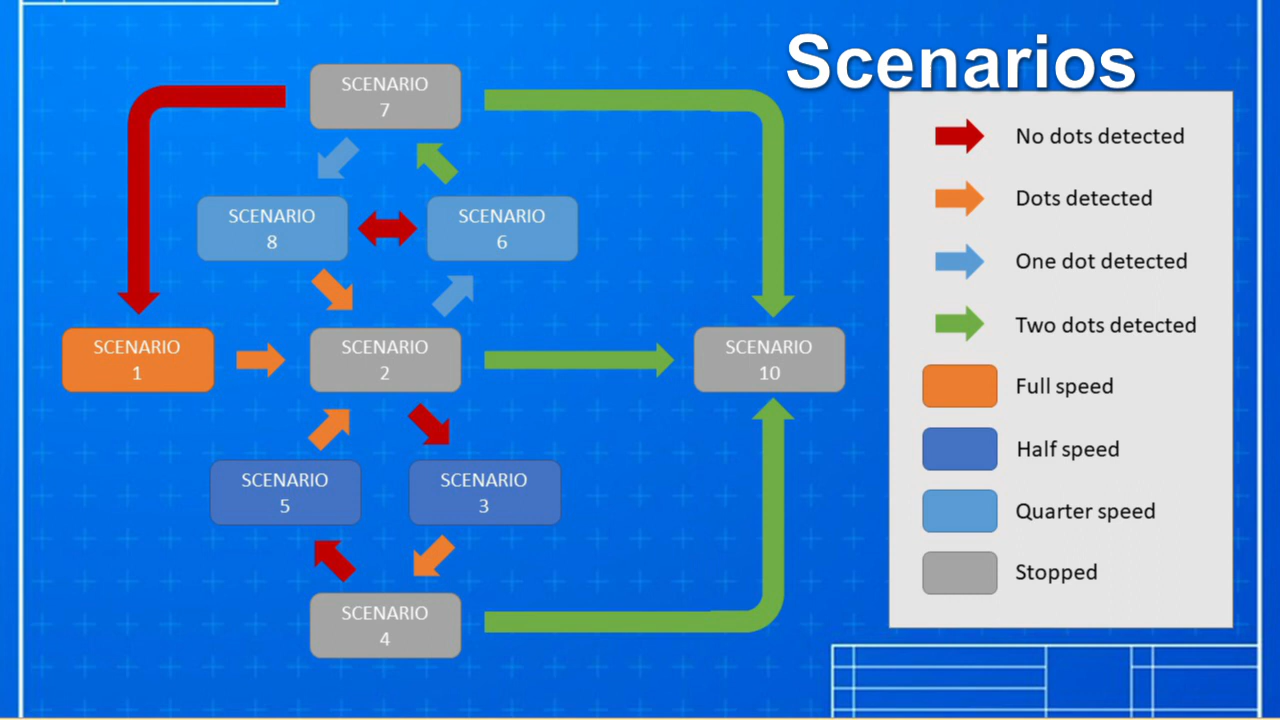 Scenarios
SCENARIO
7
SCENARIO
8
SCENARIO
6
SCENARIO
1
SCENARIO
2
SCENARIO
10
SCENARIO
5
SCENARIO
3
SCENARIO
4
No dots detected
Dots detected
One dot detected
Two dots detected
Full speed
Half speed
Quarter speed
Stopped